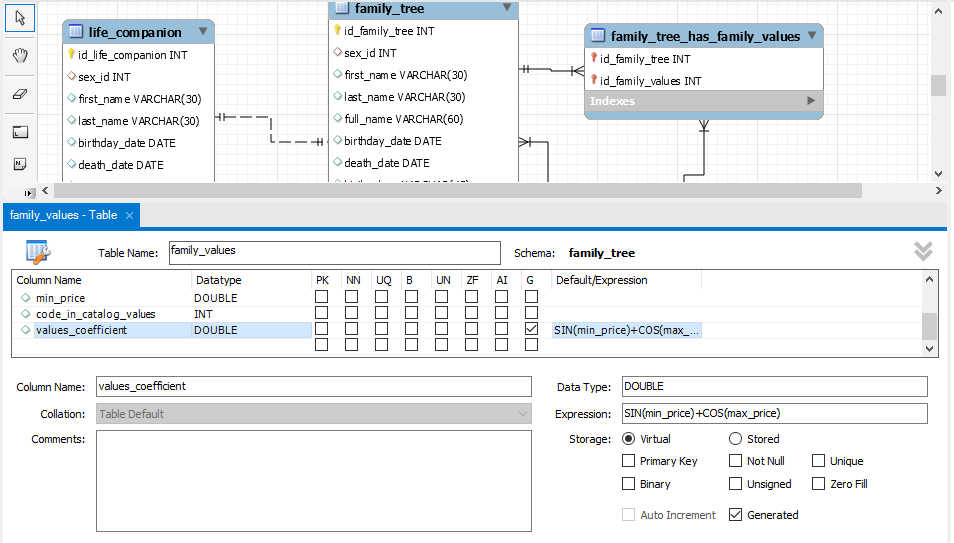 family_tree
id_family_tree INT
sex_id INT
first_name VARCHAR(30)
last_name VARCHAR(30)
full_name VARCHAR(60)
birthday_date DATE
death_date DATE
life_companion
id_life_companion INT
sex_id INT
first_name VARCHAR(30)
last_name VARCHAR(30)
birthday_date DATE
death_date DATE
family_tree_has_family_values
id_family_tree INT
id_family_values INT
Indexes
family_values - Table
Table Name: family_values Schema: family_tree
Column Name Datatype PK NN UQ B UN ZF AI G Default/Expression
min_price DOUBLE
code_in_catalog_values INT
values_coefficient DOUBLE SIN(min_price)+COS(max_...
Column Name: values_coefficient Data Type: DOUBLE
Collation: Table Default Expression: SIN(min_price)+COS(max_price)
Comments: Storage: Virtual Stored
Primary Key Not Null Unique
Binary Unsigned Zero Fill
Auto Increment Generated